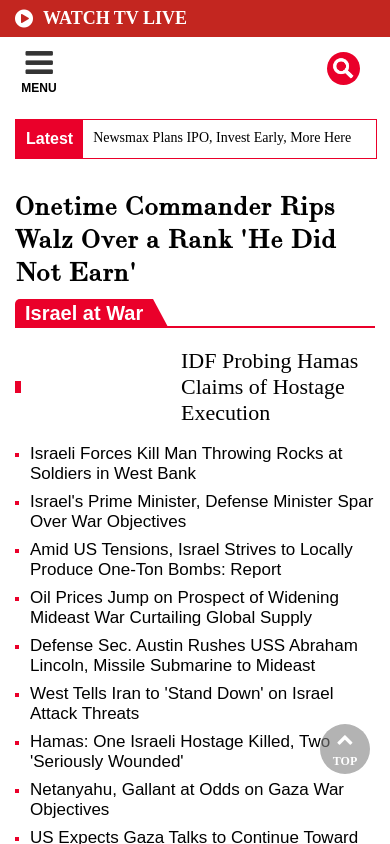 WATCH TV LIVE
MENU
Latest
Newsmax Plans IPO, Invest Early, More Here
Onetime Commander Rips
Walz Over a Rank 'He Did
Not Earn'
Israel at War
IDF Probing Hamas
Claims of Hostage
Execution
Israeli Forces Kill Man Throwing Rocks at
Soldiers in West Bank
Israel's Prime Minister, Defense Minister Spar
Over War Objectives
Amid US Tensions, Israel Strives to Locally
Produce One-Ton Bombs: Report
Oil Prices Jump on Prospect of Widening
Mideast War Curtailing Global Supply
Defense Sec. Austin Rushes USS Abraham
Lincoln, Missile Submarine to Mideast
West Tells Iran to 'Stand Down' on Israel
Attack Threats
Hamas: One Israeli Hostage Killed, Two
'Seriously Wounded'
TOP
Netanyahu, Gallant at Odds on Gaza War
Objectives
US Expects Gaza Talks to Continue Toward